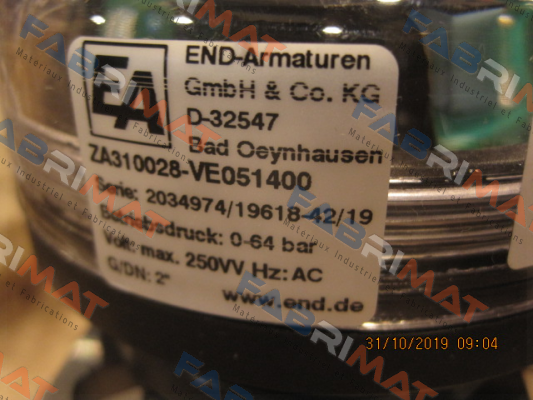 EA
END-Armaturen
GmbH & Co. KG
D-32547
Bad Oeynhausen
ZA310028-VE051400
Serie: 2034974/19618-42/19
Betriebsdruck: 0-64 bar
Volt: max. 250VV Hz: AC
G/DN: 2"
www.end.de
31/10/2019 09:04
FABRIMAT
Materiaux Industriel et Fabrications